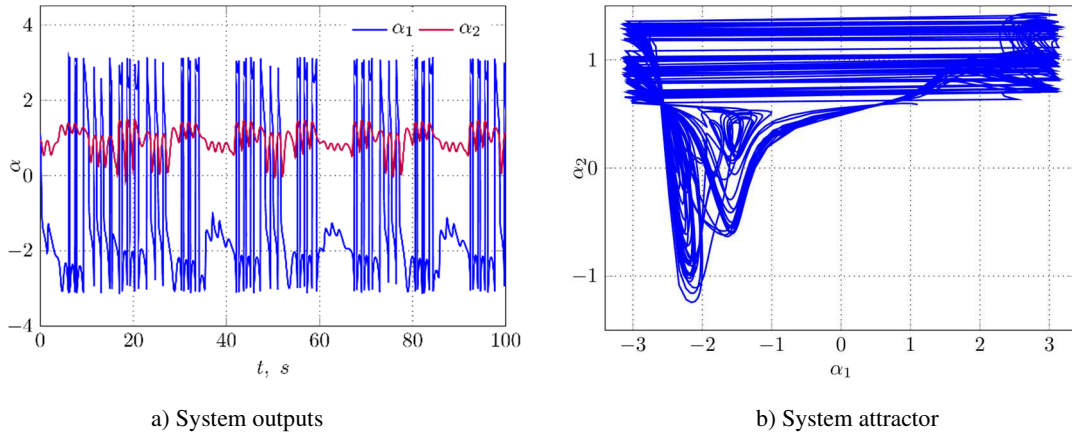 4
2
0
−2
−4
α
α₁ α₂
0 20 40 60 80 100
t, s
a) System outputs
1
0
−1
α₂
−3 −2 −1 0 1 2 3
α₁
b) System attractor